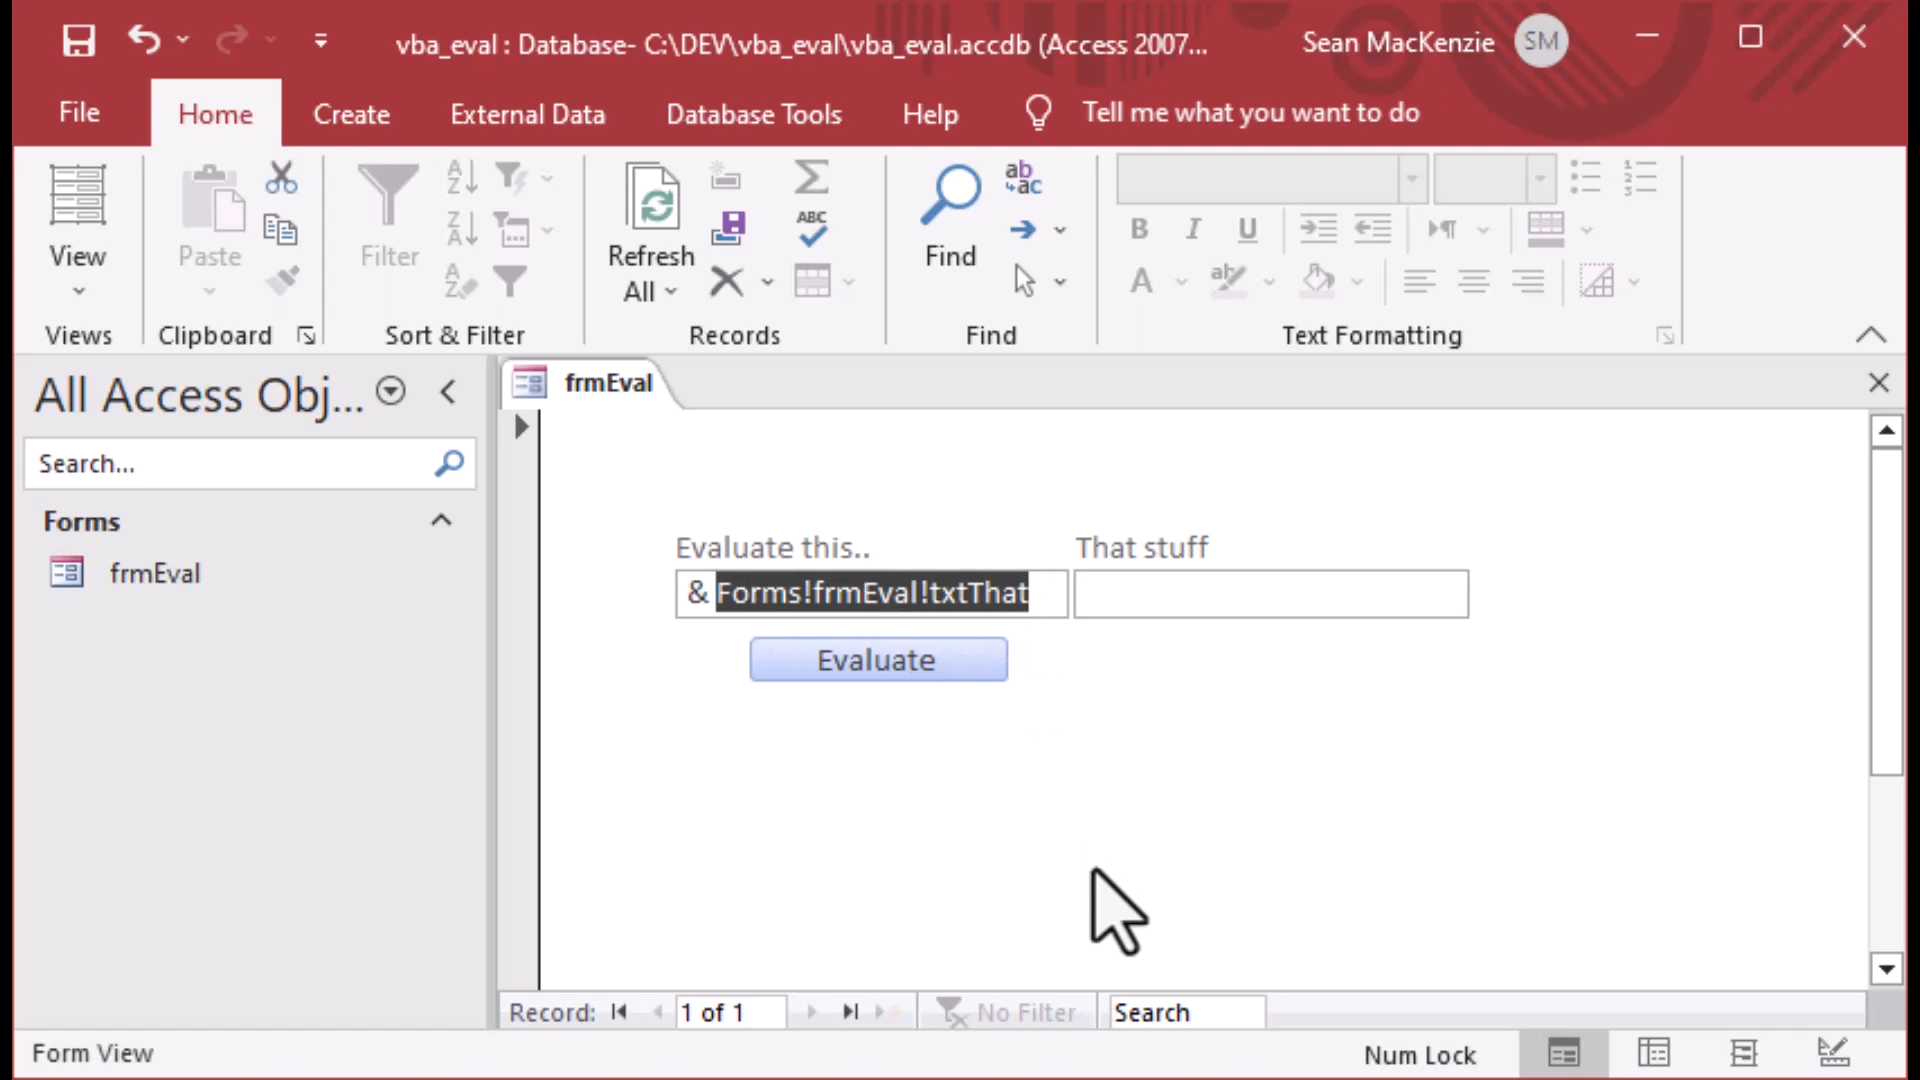 vba_eval : Database- C:\DEV\vba_eval\vba_eval.accdb (Access 2007...
Sean MacKenzie
SM
File
Home
Create
External Data
Database Tools
Help
Tell me what you want to do
View
Views
Paste
Clipboard
Filter
Sort & Filter
Refresh
All
Records
ABC
Find
ab
ac
Find
B I U
A
Text Formatting
All Access Obj...
Search...
Forms
frmEval
frmEval
Evaluate this..
That stuff
& Forms!frmEval!txtThat
Evaluate
Record:
1 of 1
No Filter
Search
Form View
Num Lock